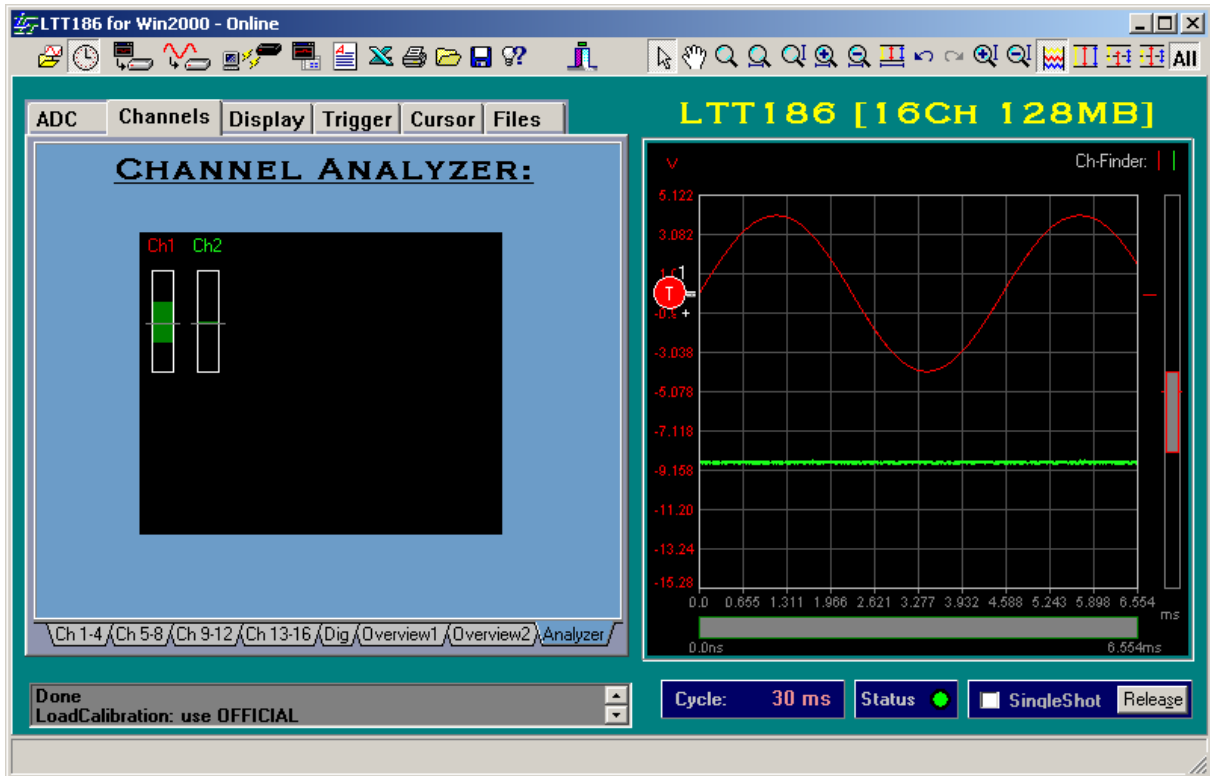 LTT186 for Win2000 - Online
All
ADC Channels Display Trigger Cursor Files
CHANNEL ANALYZER:
Ch1 Ch2
Ch 1-4 Ch 5-8 Ch 9-12 Ch 13-16 Dig Overview1 Overview2 Analyzer
LTT186 [16CH 128MB]
V Ch-Finder:
5.122
3.082
1
T
-3.038
-5.078
-7.118
-9.158
-11.20
-13.24
-15.28
0.0 0.655 1.311 1.966 2.621 3.277 3.932 4.588 5.243 5.898 6.554
ms
0.0ns 6.554ms
Done
LoadCalibration: use OFFICIAL
Cycle: 30 ms Status SingleShot Release